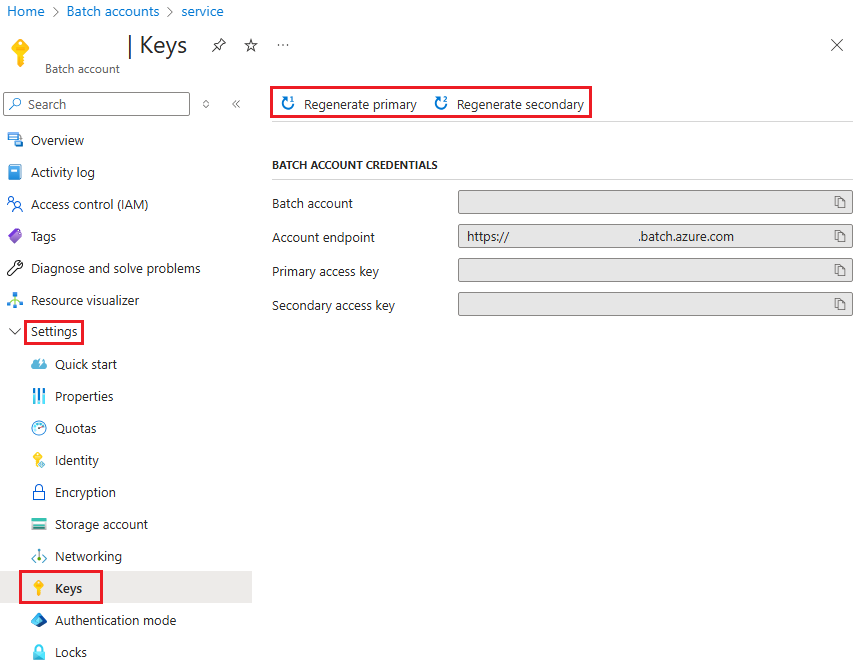 Home > Batch accounts > service
| Keys
...
Batch account
Search
Regenerate primary
Regenerate secondary
Overview
Activity log
Access control (IAM)
Tags
Diagnose and solve problems
Resource visualizer
Settings
Quick start
Properties
Quotas
Identity
Encryption
Storage account
Networking
Keys
Authentication mode
Locks
BATCH ACCOUNT CREDENTIALS
Batch account
Account endpoint https:// .batch.azure.com
Primary access key
Secondary access key